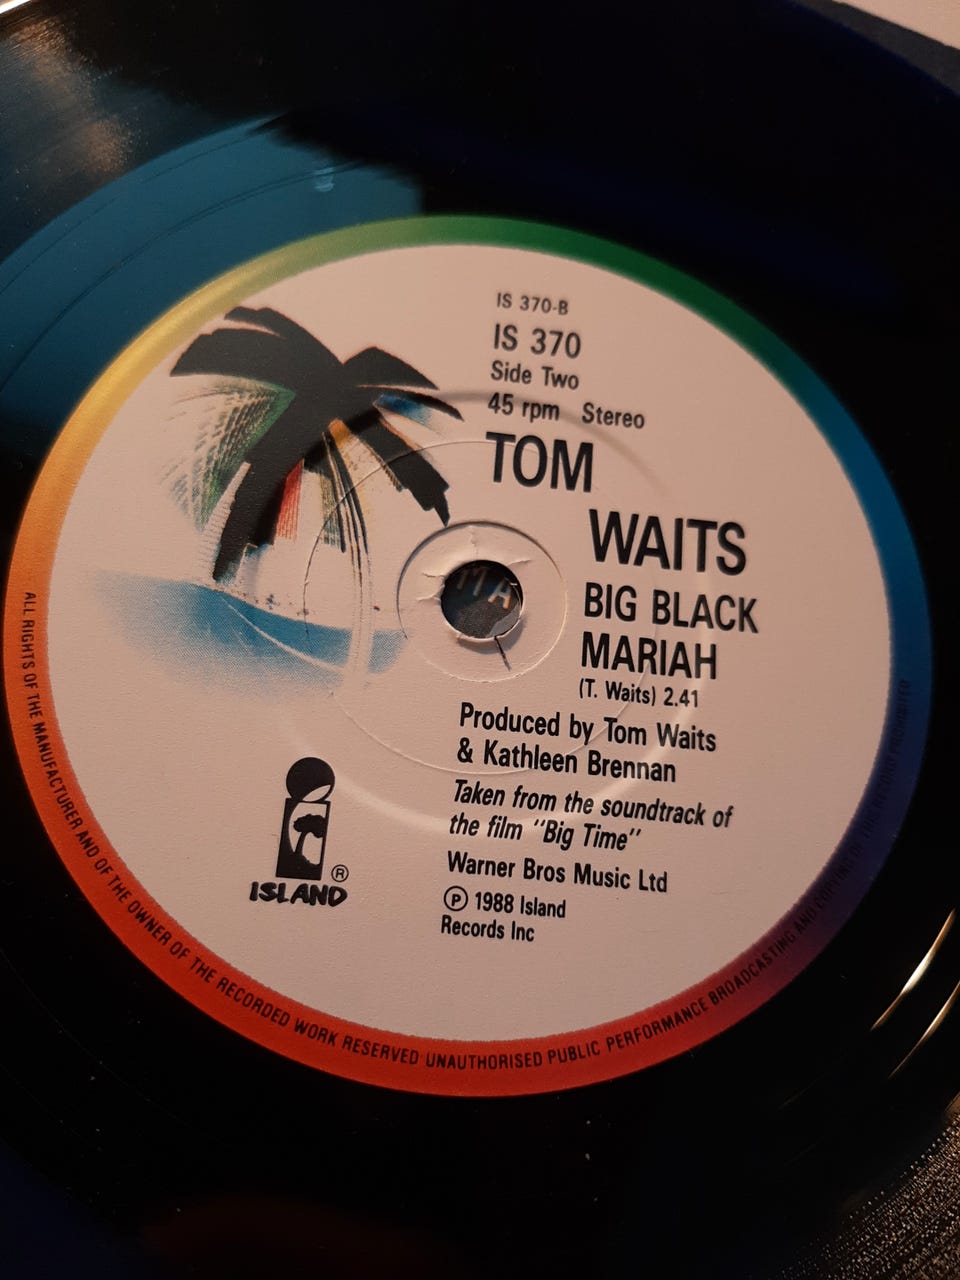 IS 370-B
IS 370
Side Two
45 rpm Stereo
TOM
WAITS
BIG BLACK
MARIAH
(T. Waits) 2.41
Produced by Tom Waits
& Kathleen Brennan
Taken from the soundtrack of
the film "Big Time"
Warner Bros Music Ltd
Ⓟ 1988 Island
Records Inc
ISLAND ®
ALL RIGHTS OF THE MANUFACTURER AND OF THE OWNER OF THE RECORDED WORK RESERVED UNAUTHORISED PUBLIC PERFORMANCE BROADCASTING AND COPYING OF THIS RECORD PROHIBITED